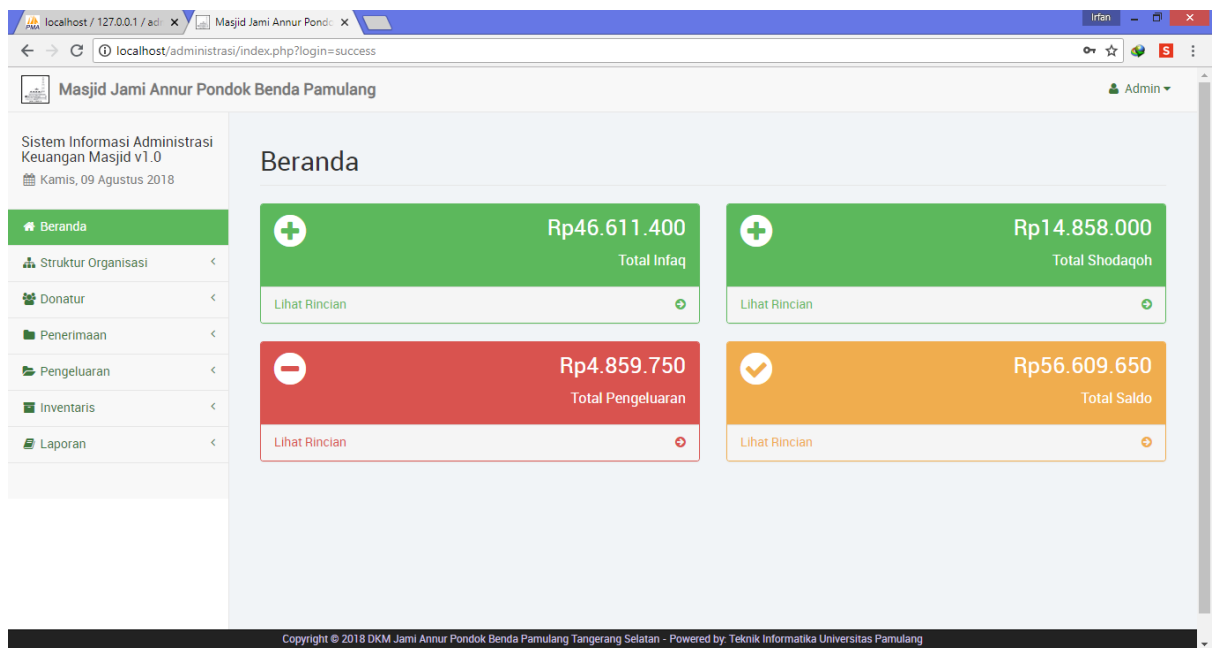 localhost / 127.0.0.1 / ad
Masjid Jami Annur Pond
Irfan
localhost/administrasi/index.php?login=success
S
Masjid Jami Annur Pondok Benda Pamulang
Admin
Sistem Informasi Administrasi
Keuangan Masjid v1.0
Kamis, 09 Agustus 2018
Beranda
Struktur Organisasi
Donatur
Penerimaan
Pengeluaran
Inventaris
Laporan
Beranda
Rp46.611.400
Total Infaq
Lihat Rincian
Rp14.858.000
Total Shodaqoh
Lihat Rincian
Rp4.859.750
Total Pengeluaran
Lihat Rincian
Rp56.609.650
Total Saldo
Lihat Rincian
Copyright © 2018 DKM Jami Annur Pondok Benda Pamulang Tangerang Selatan - Powered by: Teknik Informatika Universitas Pamulang